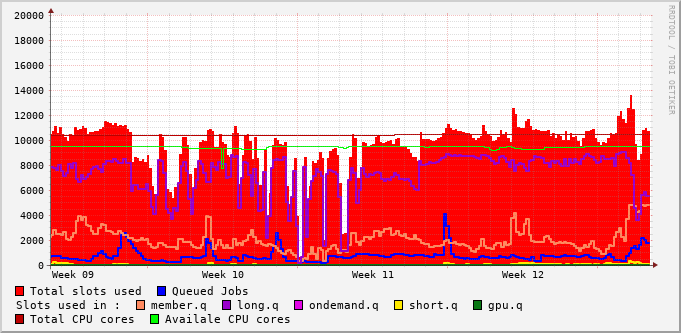 20000
18000
16000
14000
12000
10000
8000
6000
4000
2000
0
Week 09 Week 10 Week 11 Week 12
RRDTOOL / TOBI OETIKER
Total slots used Queued Jobs
Slots used in : member.q long.q ondemand.q short.q gpu.q
Total CPU cores Availale CPU cores